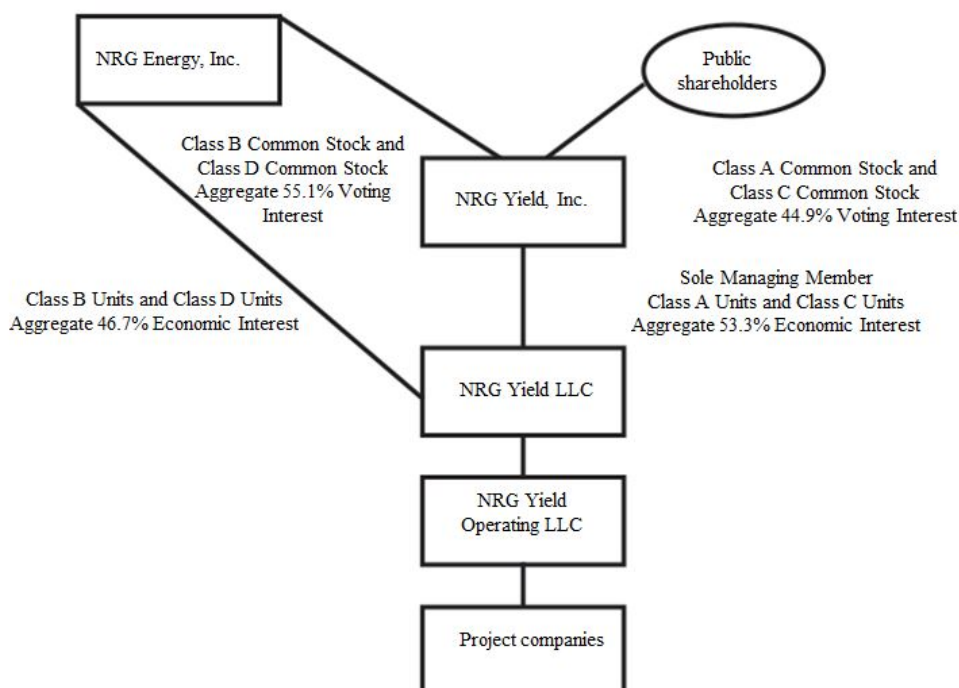 NRG Energy, Inc.
Public
shareholders
Class B Common Stock and
Class D Common Stock
Aggregate 55.1% Voting
Interest
NRG Yield, Inc.
Class A Common Stock and
Class C Common Stock
Aggregate 44.9% Voting Interest
Class B Units and Class D Units
Aggregate 46.7% Economic Interest
Sole Managing Member
Class A Units and Class C Units
Aggregate 53.3% Economic Interest
NRG Yield LLC
NRG Yield
Operating LLC
Project companies